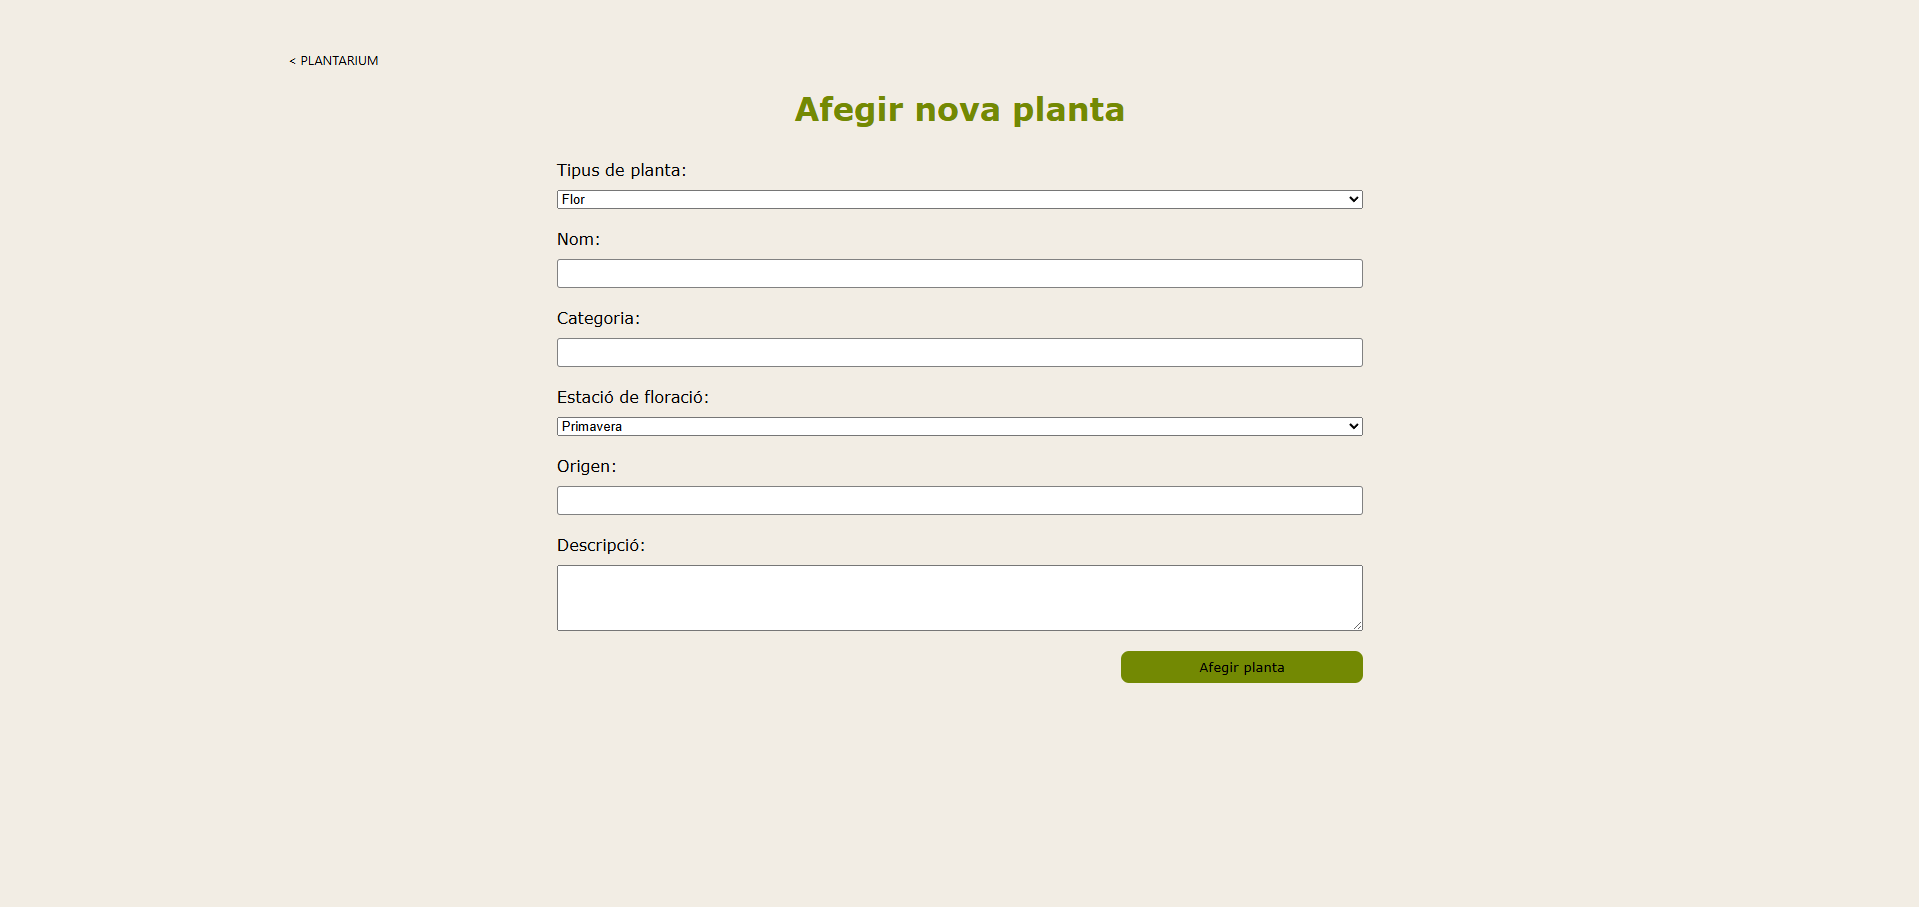 < PLANTARIUM
Afegir nova planta
Tipus de planta:
Flor
Nom:
Categoria:
Estació de floració:
Primavera
Origen:
Descripció:
Afegir planta